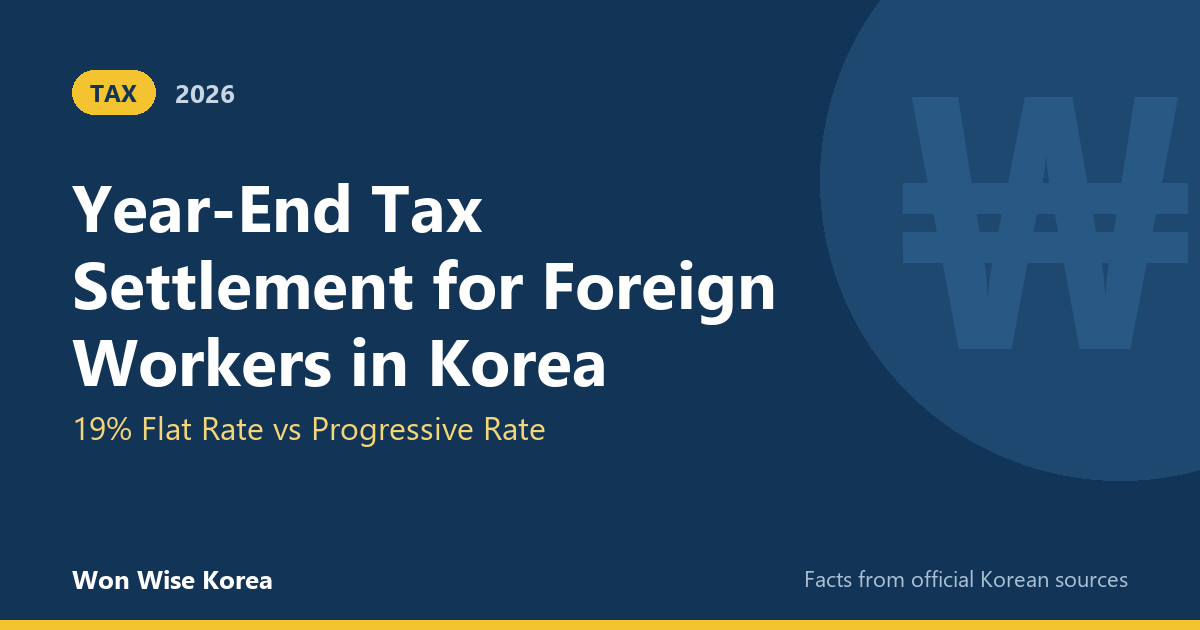 TAX 2026
Year-End Tax
Settlement for Foreign
Workers in Korea
19% Flat Rate vs Progressive Rate
Won Wise Korea
Facts from official Korean sources